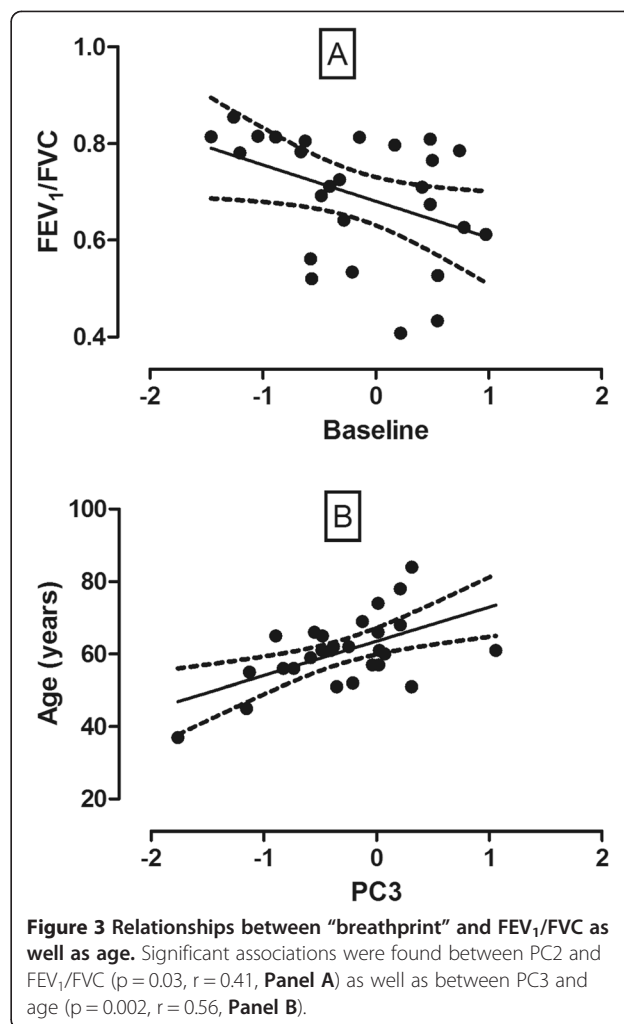 A
1.0
0.8
0.6
0.4
FEV1/FVC
-2 -1 0 1 2
Baseline
B
100
80
60
40
20
Age (years)
-2 -1 0 1 2
PC3
Figure 3 Relationships between “breathprint” and FEV1/FVC as
well as age. Significant associations were found between PC2 and
FEV1/FVC (p = 0.03, r = 0.41, Panel A) as well as between PC3 and
age (p = 0.002, r = 0.56, Panel B).